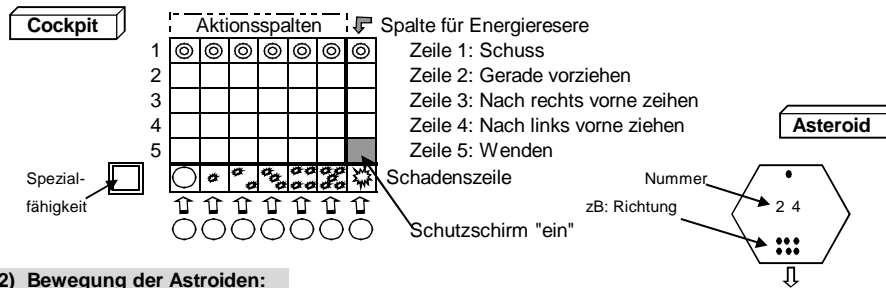 Cockpit
Aktionsspalten
Spalte für Energieresere
1
Zeile 1: Schuss
2
Zeile 2: Gerade vorziehen
3
Zeile 3: Nach rechts vorne zeihen
4
Zeile 4: Nach links vorne ziehen
Asteroid
5
Zeile 5: Wenden
Spezial-
fähigkeit
Schadenszeile
Nummer
2 4
zB: Richtung
Schutzschirm "ein"
2) Bewegung der Astroiden: